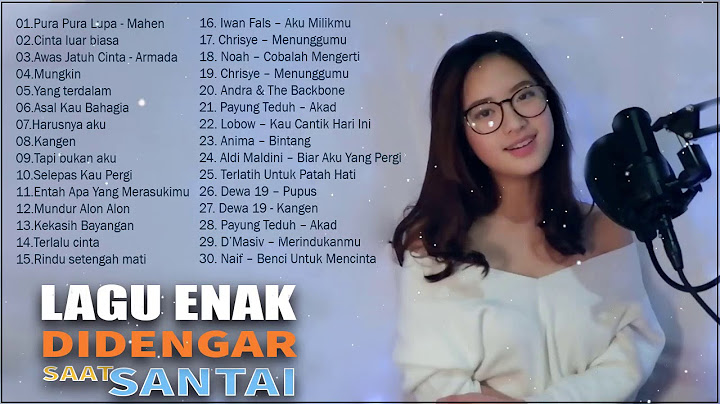 01.Pura Pura Lupa - Mahen
02.Cinta luar biasa
03.Awas Jatuh Cinta - Armada
04.Mungkin
05.Yang terdalam
06.Asal Kau Bahagia
07.Harusnya aku
08.Kangen
09.Tapi bukan aku
10.Selepas Kau Pergi
11.Entah Apa Yang Merasukimu
12.Mundur Alon Alon
13.Kekasih Bayangan
14.Terlalu cinta
15.Rindu setengah mati
16. Iwan Fals – Aku Milikmu
17. Chrisye – Menunggumu
18. Noah – Cobalah Mengerti
19. Chrisye – Menunggumu
20. Andra & The Backbone
21. Payung Teduh – Akad
22. Lobow – Kau Cantik Hari Ini
23. Anima – Bintang
24. Aldi Maldini – Biar Aku Yang Pergi
25. Terlatih Untuk Patah Hati
26. Dewa 19 – Pupus
27. Dewa 19 - Kangen
28. Payung Teduh – Akad
29. D'Masiv – Merindukanmu
30. Naif – Benci Untuk Mencinta
LAGU ENAK
DIDENGAR
SAAT SANTAI